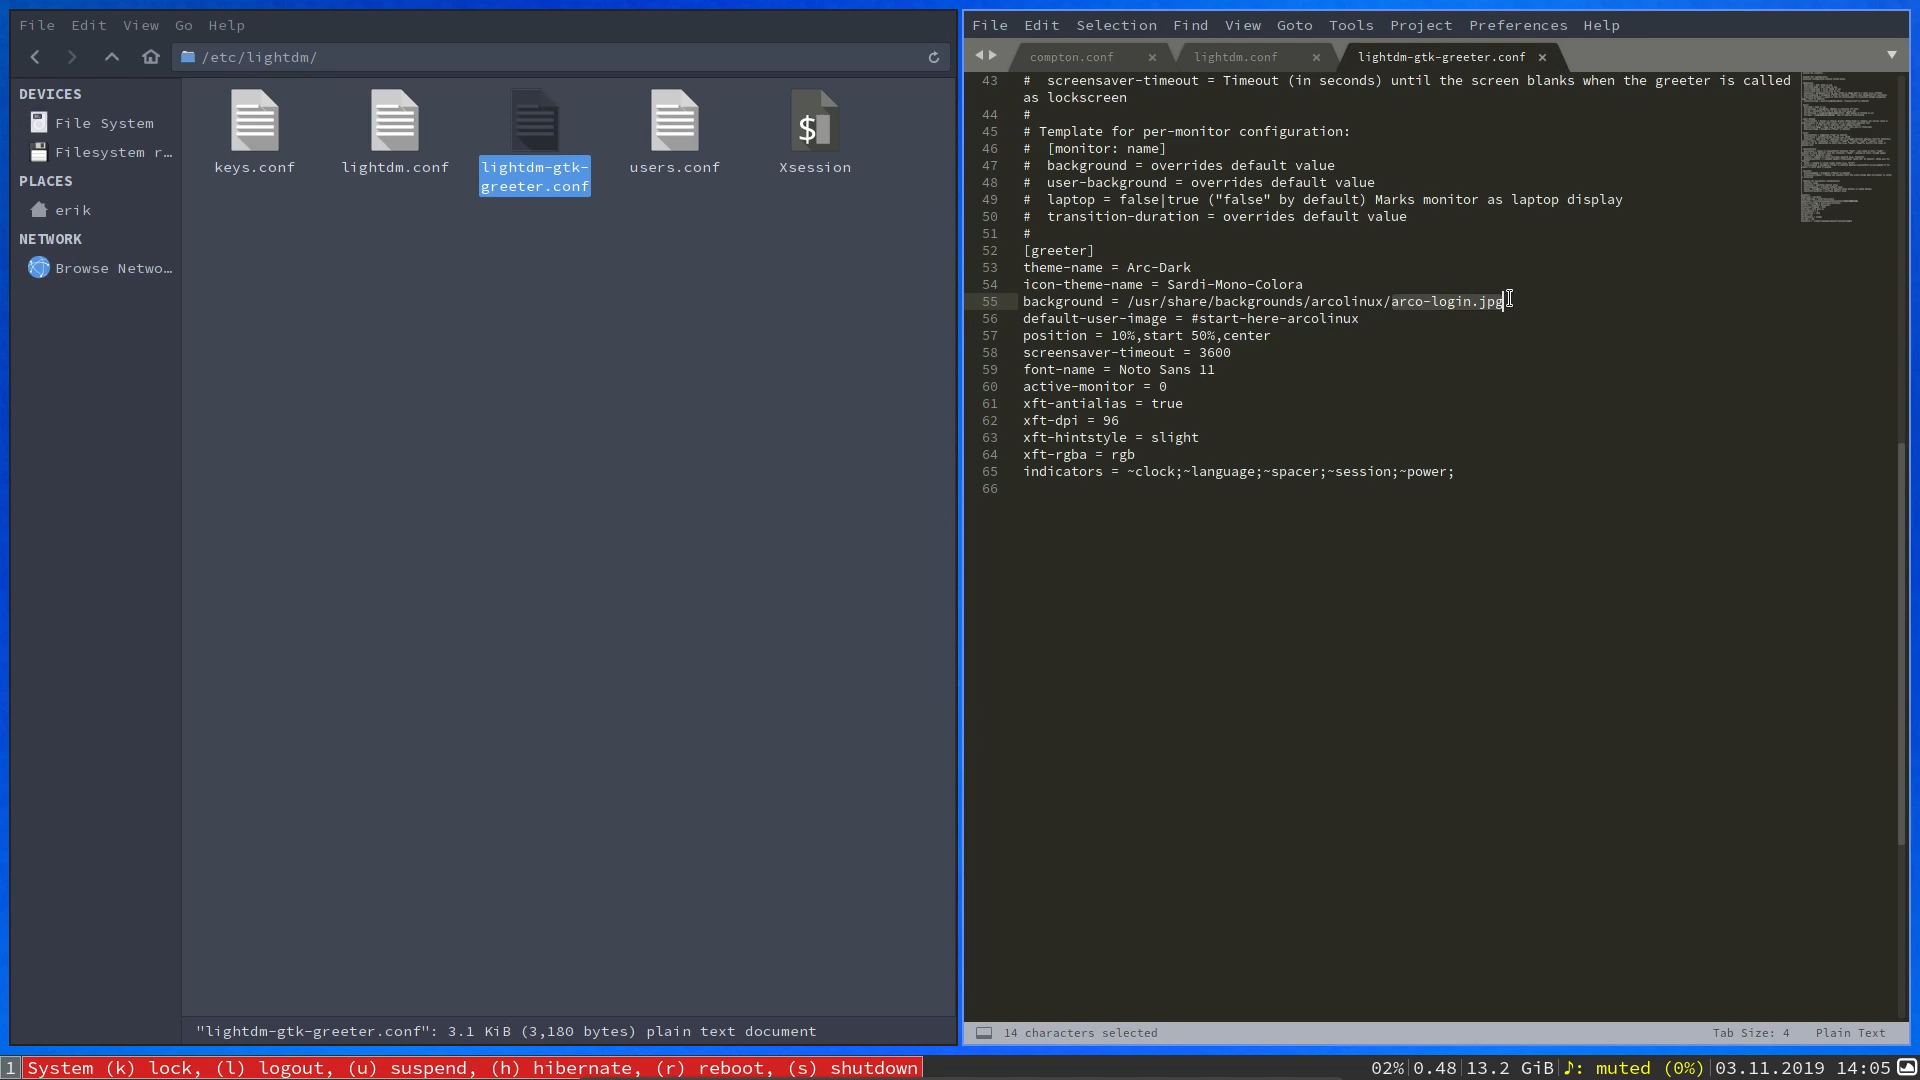 File Edit View Go Help
/etc/lightdm/
DEVICES
File System
Filesystem r…
PLACES
erik
NETWORK
Browse Netwo…
keys.conf
lightdm.conf
lightdm-gtk-
greeter.conf
users.conf
$
Xsession
"lightdm-gtk-greeter.conf": 3.1 KiB (3,180 bytes) plain text document
File Edit Selection Find View Goto Tools Project Preferences Help
compton.conf × lightdm.conf × lightdm-gtk-greeter.conf ×
43 #  screensaver-timeout = Timeout (in seconds) until the screen blanks when the greeter is called
as lockscreen
44 #
45 # Template for per-monitor configuration:
46 #  [monitor: name]
47 #  background = overrides default value
48 #  user-background = overrides default value
49 #  laptop = false|true ("false" by default) Marks monitor as laptop display
50 #  transition-duration = overrides default value
51 #
52 [greeter]
53 theme-name = Arc-Dark
54 icon-theme-name = Sardi-Mono-Colora
55 background = /usr/share/backgrounds/arcolinux/arco-login.jpg
56 default-user-image = #start-here-arcolinux
57 position = 10%,start 50%,center
58 screensaver-timeout = 3600
59 font-name = Noto Sans 11
60 active-monitor = 0
61 xft-antialias = true
62 xft-dpi = 96
63 xft-hintstyle = slight
64 xft-rgba = rgb
65 indicators = ~clock;~language;~spacer;~session;~power;
66
14 characters selected
Tab Size: 4 Plain Text
1 System (k) lock, (l) logout, (u) suspend, (h) hibernate, (r) reboot, (s) shutdown
02%|0.48|13.2 GiB|♪: muted (0%)|03.11.2019 14:05